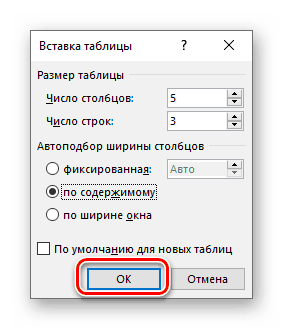 Вставка таблицы ?
Размер таблицы
Число столбцов: 5
Число строк: 3
Автоподбор ширины столбцов
фиксированная: Авто
по содержимому
по ширине окна
По умолчанию для новых таблиц
ОК Отмена